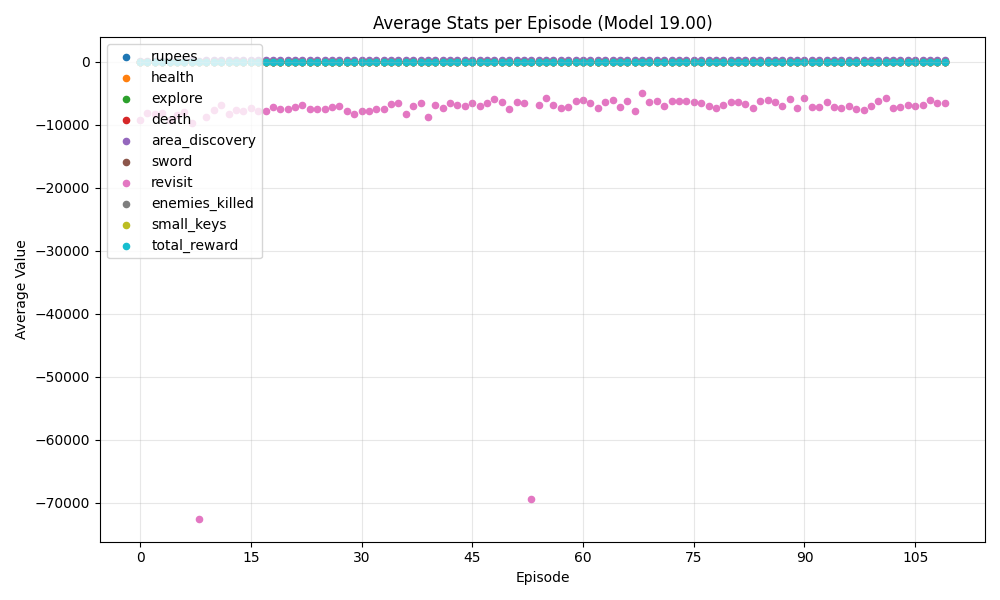 Average Stats per Episode (Model 19.00)
rupees
health
explore
death
area_discovery
sword
revisit
enemies_killed
small_keys
total_reward
0
−10000
−20000
−30000
−40000
−50000
−60000
−70000
Average Value
0 15 30 45 60 75 90 105
Episode